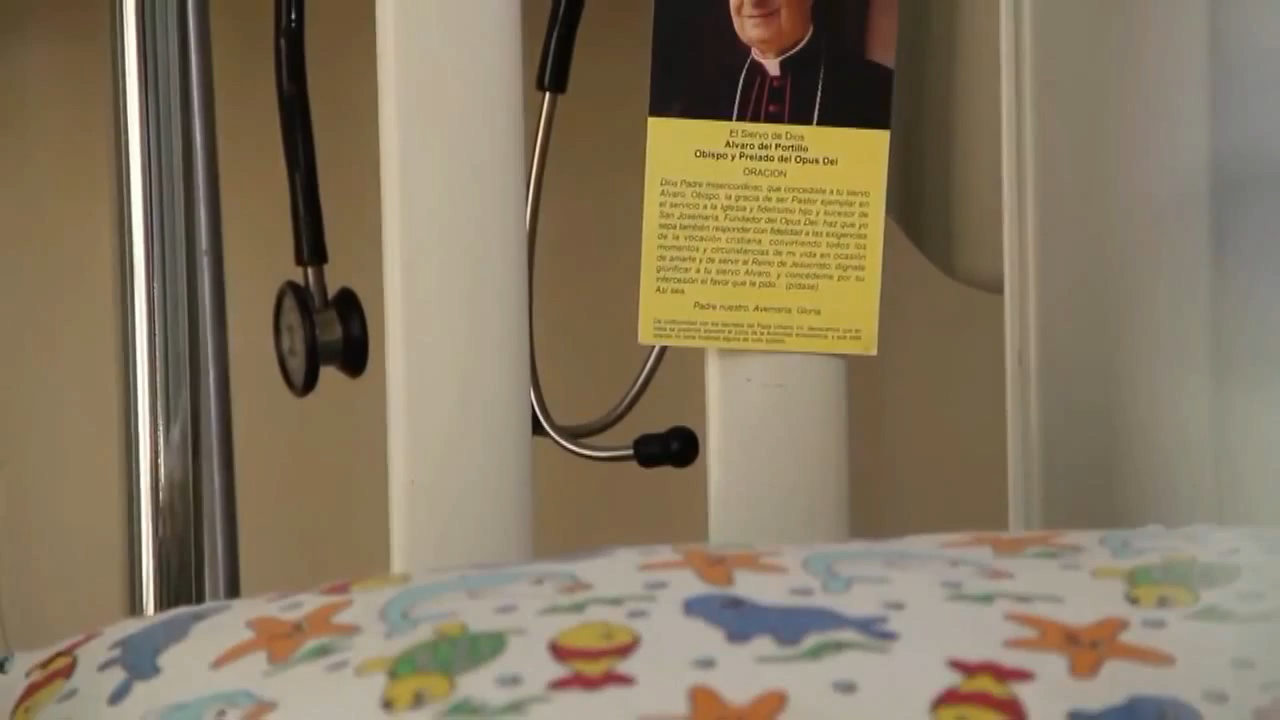 El Siervo de Dios
Alvaro del Portillo
Obispo y Prelado del Opus Dei
ORACION
Dios Padre misericordioso, que concediste a tu siervo
Alvaro, Obispo, la gracia de ser Pastor ejemplar en
el servicio a la Iglesia y fidelísimo hijo y sucesor de
San Josemaría, Fundador del Opus Dei: haz que yo
sepa también responder con fidelidad a las exigencias
de la vocación cristiana, convirtiendo todos los
momentos y circunstancias de mi vida en ocasión
de amarte y de servir al Reino de Jesucristo; dígnate
glorificar a tu siervo Alvaro, y concédeme por su
intercesión el favor que te pido... (pídase)
Así sea.
Padre nuestro, Avemaría, Gloria